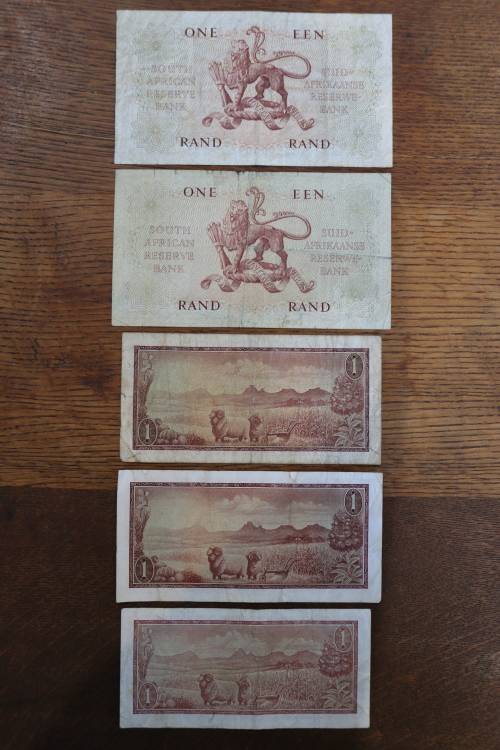 ONE EEN
SOUTH SUID-
AFRICAN AFRIKAANSE
RESERVE RESERWE-
BANK BANK
RAND RAND
ONE EEN
SOUTH SUID-
AFRICAN AFRIKAANSE
RESERVE RESERWE-
BANK BANK
RAND RAND
1
1
1
1
1
1